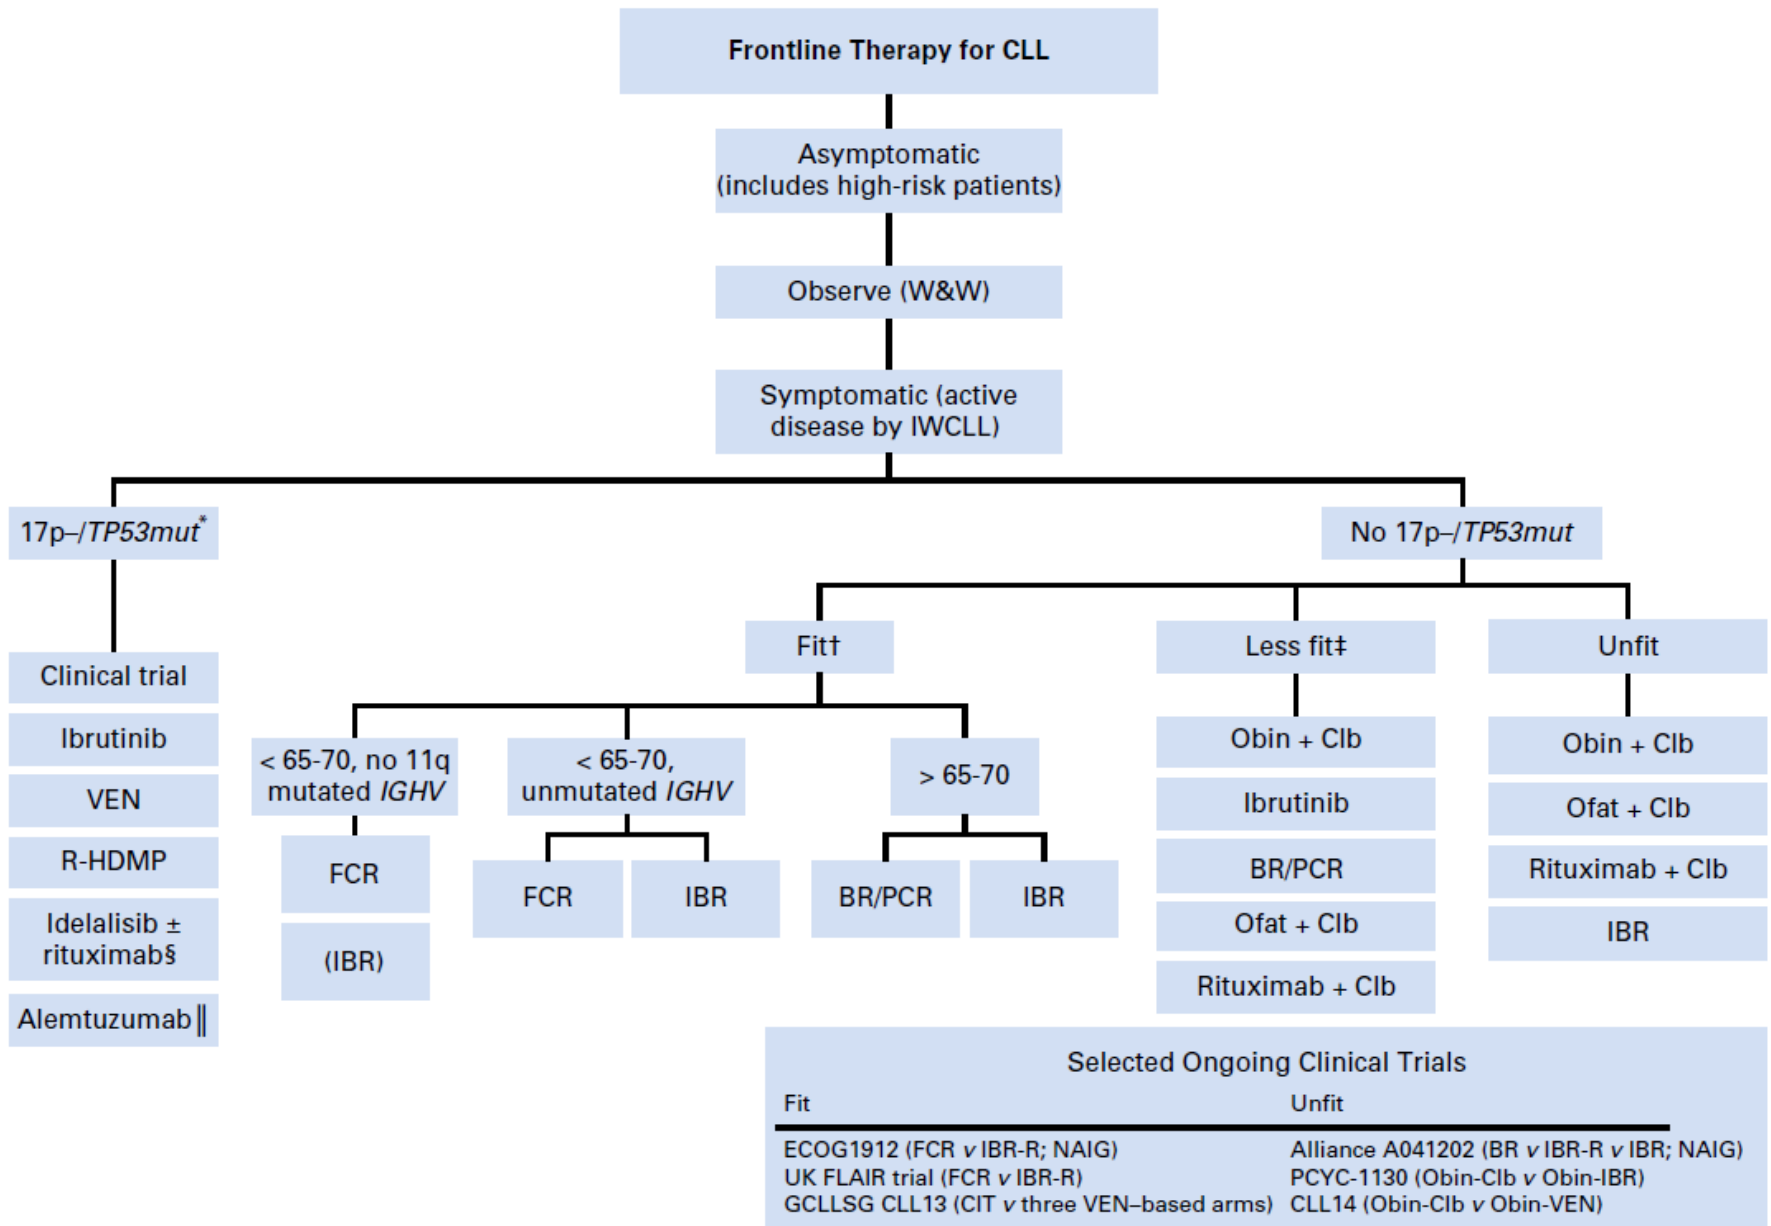 Frontline Therapy for CLL
Asymptomatic
(includes high-risk patients)
Observe (W&W)
Symptomatic (active
disease by IWCLL)
17p–/TP53mut*
No 17p–/TP53mut
Clinical trial
Ibrutinib
VEN
R-HDMP
Idelalisib ±
rituximab§
Alemtuzumab‖
Fit†
Less fit‡
Unfit
< 65-70, no 11q
mutated IGHV
FCR
(IBR)
< 65-70,
unmutated IGHV
FCR
IBR
> 65-70
BR/PCR
IBR
Obin + Clb
Ibrutinib
BR/PCR
Ofat + Clb
Rituximab + Clb
Obin + Clb
Ofat + Clb
Rituximab + Clb
IBR
Selected Ongoing Clinical Trials
Fit
ECOG1912 (FCR v IBR-R; NAIG)
UK FLAIR trial (FCR v IBR-R)
GCLLSG CLL13 (CIT v three VEN–based arms)
Unfit
Alliance A041202 (BR v IBR-R v IBR; NAIG)
PCYC-1130 (Obin-Clb v Obin-IBR)
CLL14 (Obin-Clb v Obin-VEN)